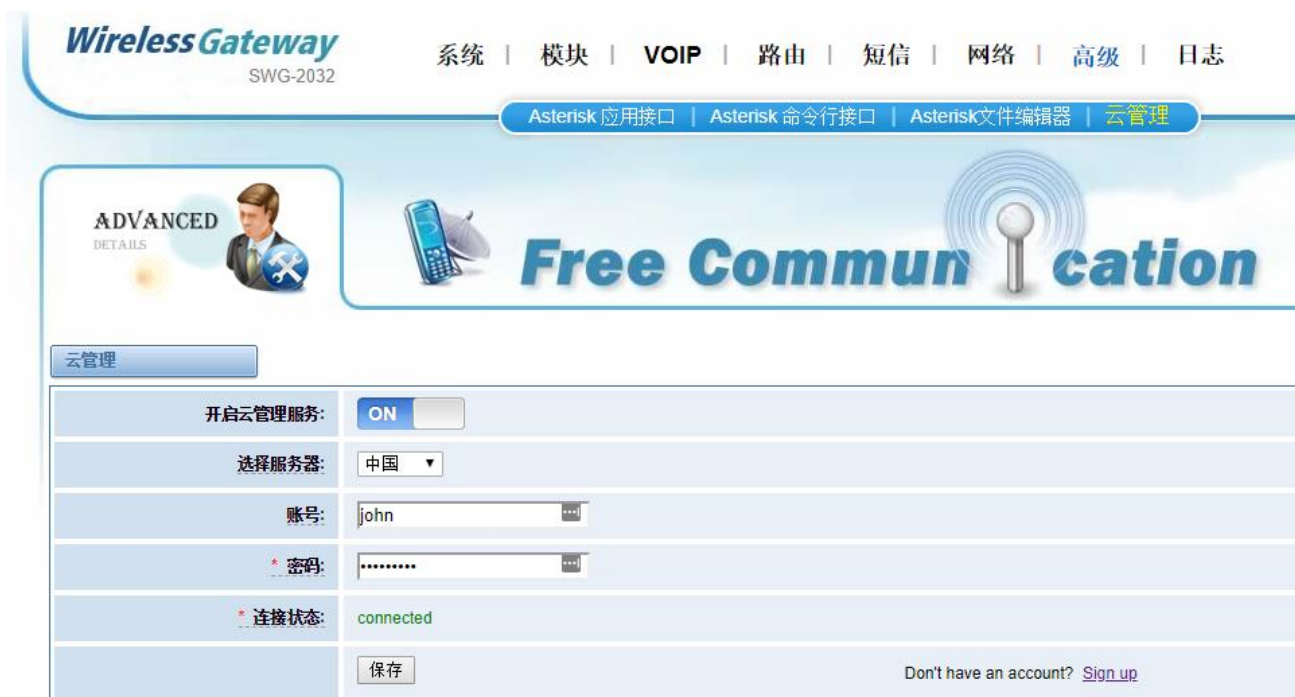 Wireless Gateway
SWG-2032
系统 | 模块 | VOIP | 路由 | 短信 | 网络 | 高级 | 日志
Asterisk 应用接口 | Asterisk 命令行接口 | Asterisk文件编辑器 | 云管理
ADVANCED
DETAILS
Free Commun cation
云管理
开启云管理服务: ON
选择服务器: 中国
账号: john
* 密码: •••••••••
* 连接状态: connected
保存 Don't have an account? Sign up